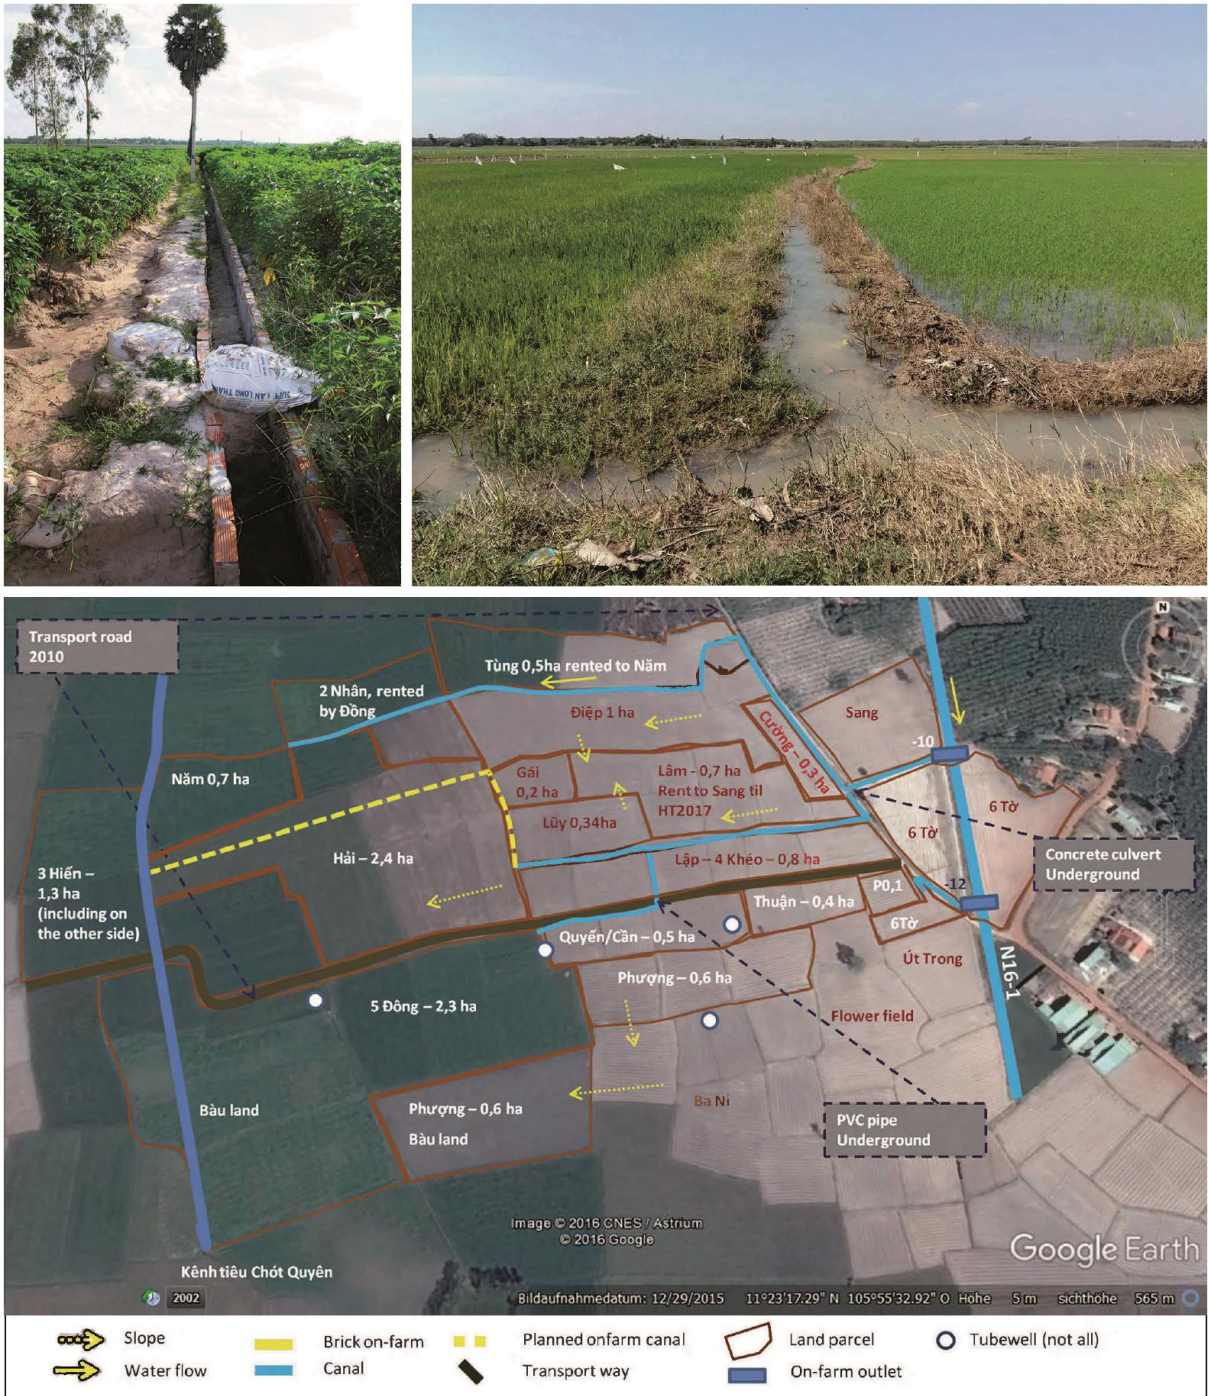 SUPE LAN LONG THÀ
Transport road
2010
N
Tùng 0,5ha rented to Năm
2 Nhân, rented
by Đồng
Điệp 1 ha
Sang
-10
Cường – 0,3 ha
Năm 0,7 ha
Gái
0,2 ha
Lâm - 0,7 ha
Rent to Sang til
HT2017
6 Tờ
6 Tờ
Lũy 0,34ha
Hải – 2,4 ha
Lập – 4 Khéo – 0,8 ha
Concrete culvert
Underground
3 Hiến –
1,3 ha
(including on
the other side)
P0,1
-12
Thuận – 0,4 ha
6Tờ
Quyến/Cần – 0,5 ha
Út Trong
N16-1
Phượng – 0,6 ha
5 Đông – 2,3 ha
Flower field
Bàu land
Phượng – 0,6 ha
Bàu land
Ba Ni
PVC pipe
Underground
Image © 2016 CNES / Astrium
© 2016 Google
Google Earth
Kênh tiêu Chót Quyên
2002
Bildaufnahmedatum: 12/29/2015 11°23'17.29" N 105°55'32.92" O Höhe 5 m sichthöhe 565 m
Slope
Brick on-farm
Planned onfarm canal
Land parcel
Tubewell (not all)
Water flow
Canal
Transport way
On-farm outlet